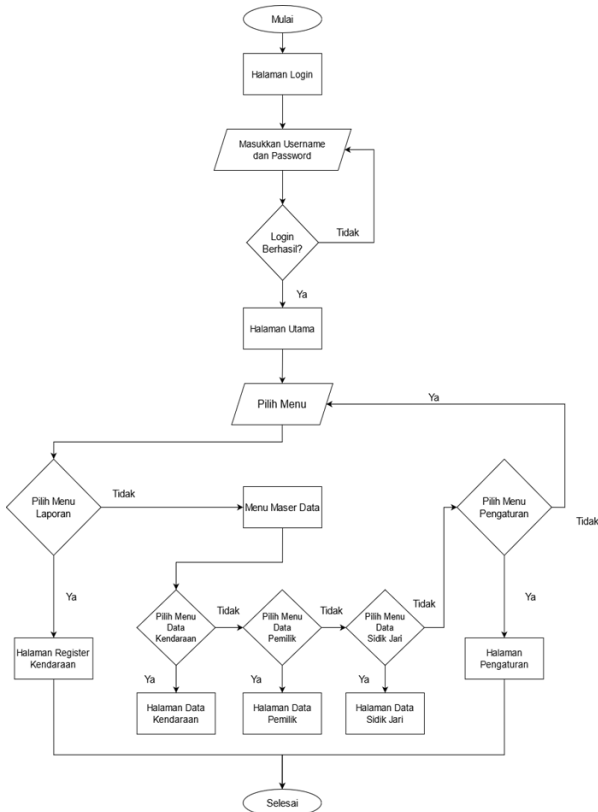 Mulai
Halaman Login
Masukkan Username
dan Password
Login
Berhasil?
Tidak
Ya
Halaman Utama
Pilih Menu
Ya
Pilih Menu
Laporan
Tidak
Menu Maser Data
Pilih Menu
Pengaturan
Tidak
Ya
Pilih Menu
Data
Kendaraan
Tidak
Pilih Menu
Data
Pemilik
Tidak
Pilih Menu
Data
Sidik Jari
Tidak
Ya
Halaman Register
Kendaraan
Ya
Halaman Data
Kendaraan
Ya
Halaman Data
Pemilik
Ya
Halaman Data
Sidik Jari
Halaman
Pengaturan
Selesai